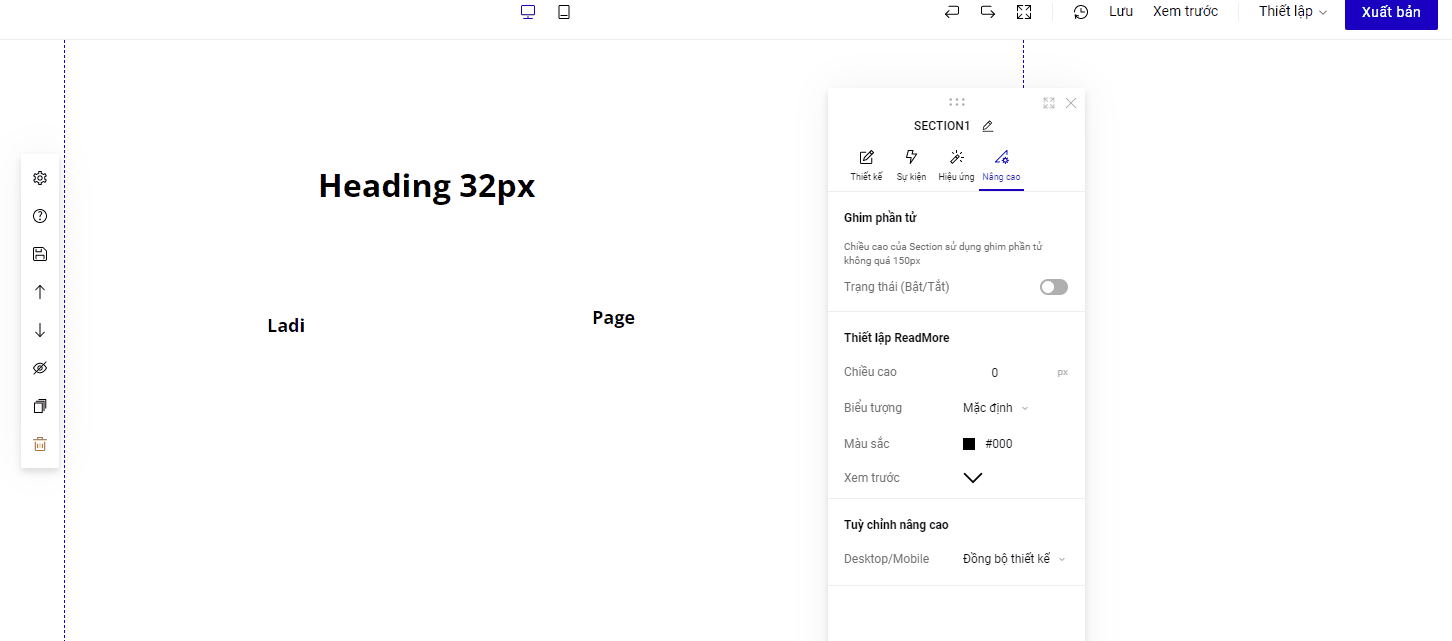 Lưu Xem trước Thiết lập Xuất bản
SECTION1
Thiết kế Sự kiện Hiệu ứng Nâng cao
Heading 32px
Ghim phần tử
Chiều cao của Section sử dụng ghim phần tử
không quá 150px
Trạng thái (Bật/Tắt)
Ladi
Page
Thiết lập ReadMore
Chiều cao 0 px
Biểu tượng Mặc định
Màu sắc #000
Xem trước
Tuỳ chỉnh nâng cao
Desktop/Mobile Đồng bộ thiết kế